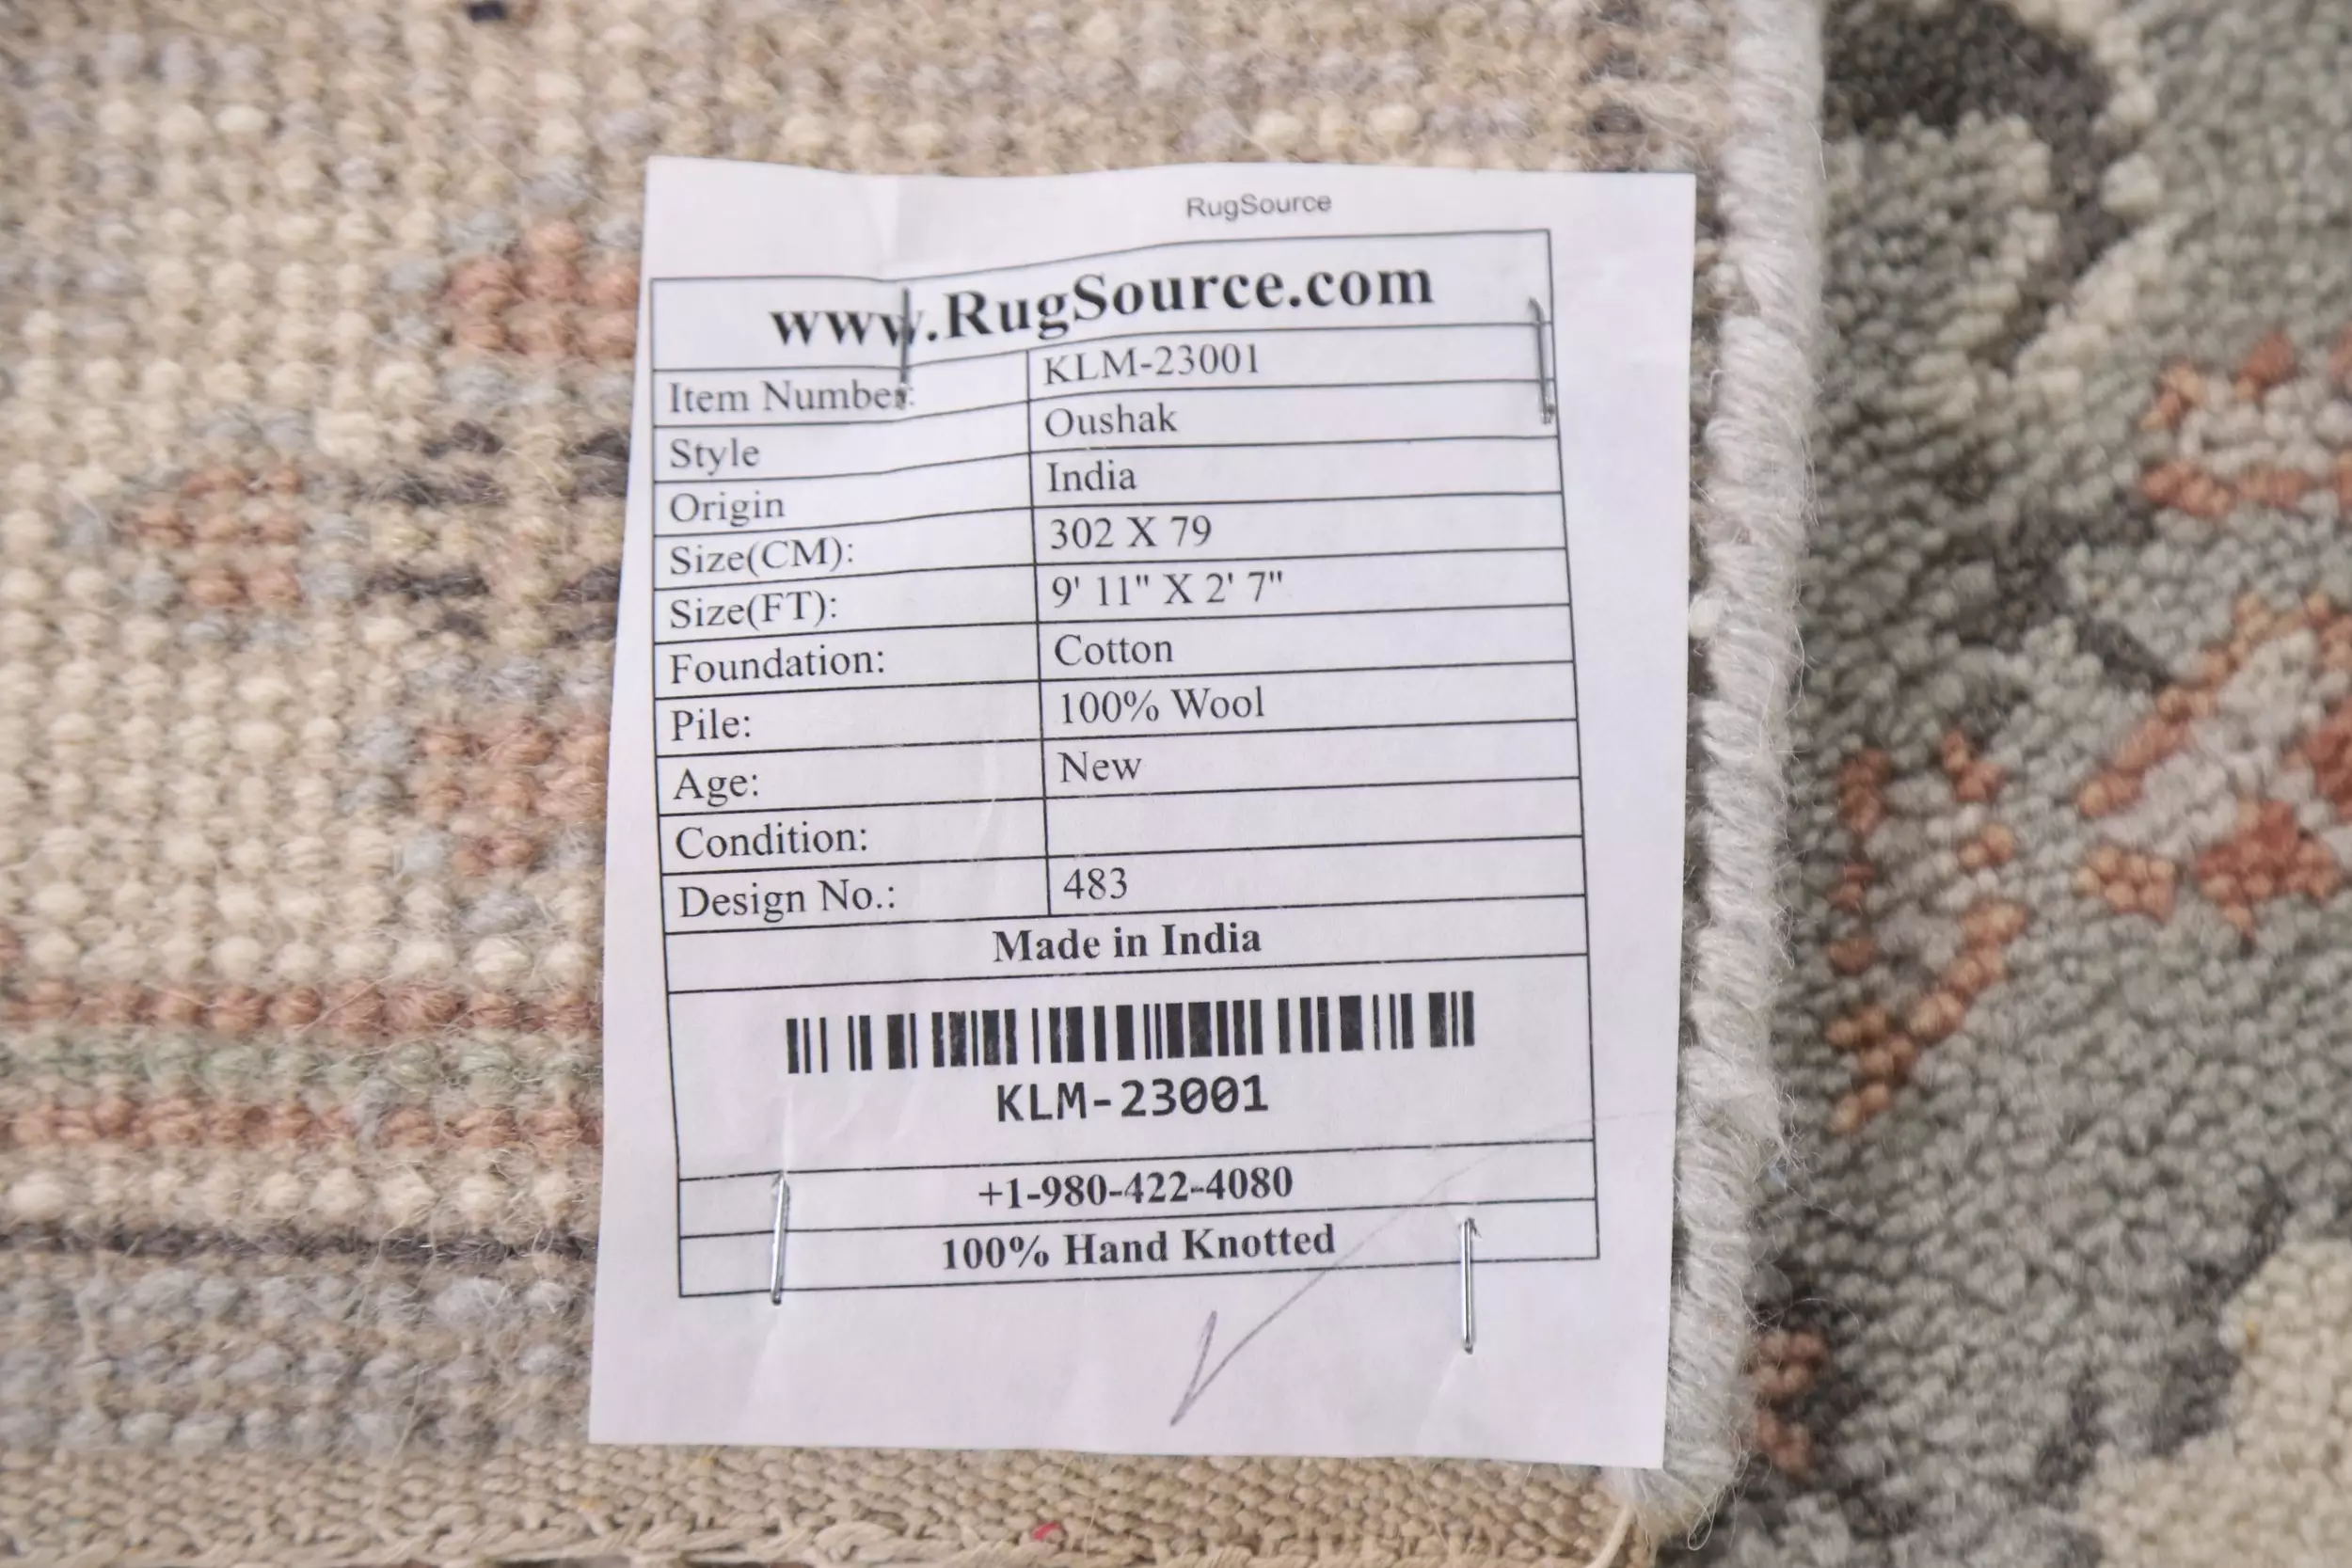 RugSource
www.RugSource.com
Item Number: KLM-23001
Style Oushak
Origin India
Size(CM): 302 X 79
Size(FT): 9' 11" X 2' 7"
Foundation: Cotton
Pile: 100% Wool
Age: New
Condition:
Design No.: 483
Made in India
KLM-23001
+1-980-422-4080
100% Hand Knotted